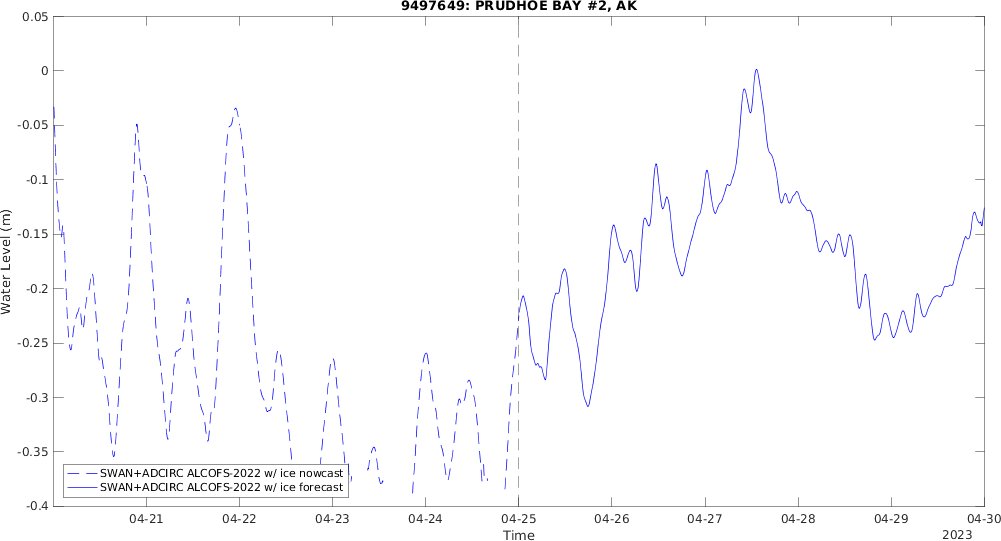 9497649: PRUDHOE BAY #2, AK
0.05
0
-0.05
-0.1
-0.15
-0.2
-0.25
-0.3
-0.35
-0.4
Water Level (m)
SWAN+ADCIRC ALCOFS-2022 w/ ice nowcast
SWAN+ADCIRC ALCOFS-2022 w/ ice forecast
04-21 04-22 04-23 04-24 04-25 04-26 04-27 04-28 04-29 04-30
Time
2023